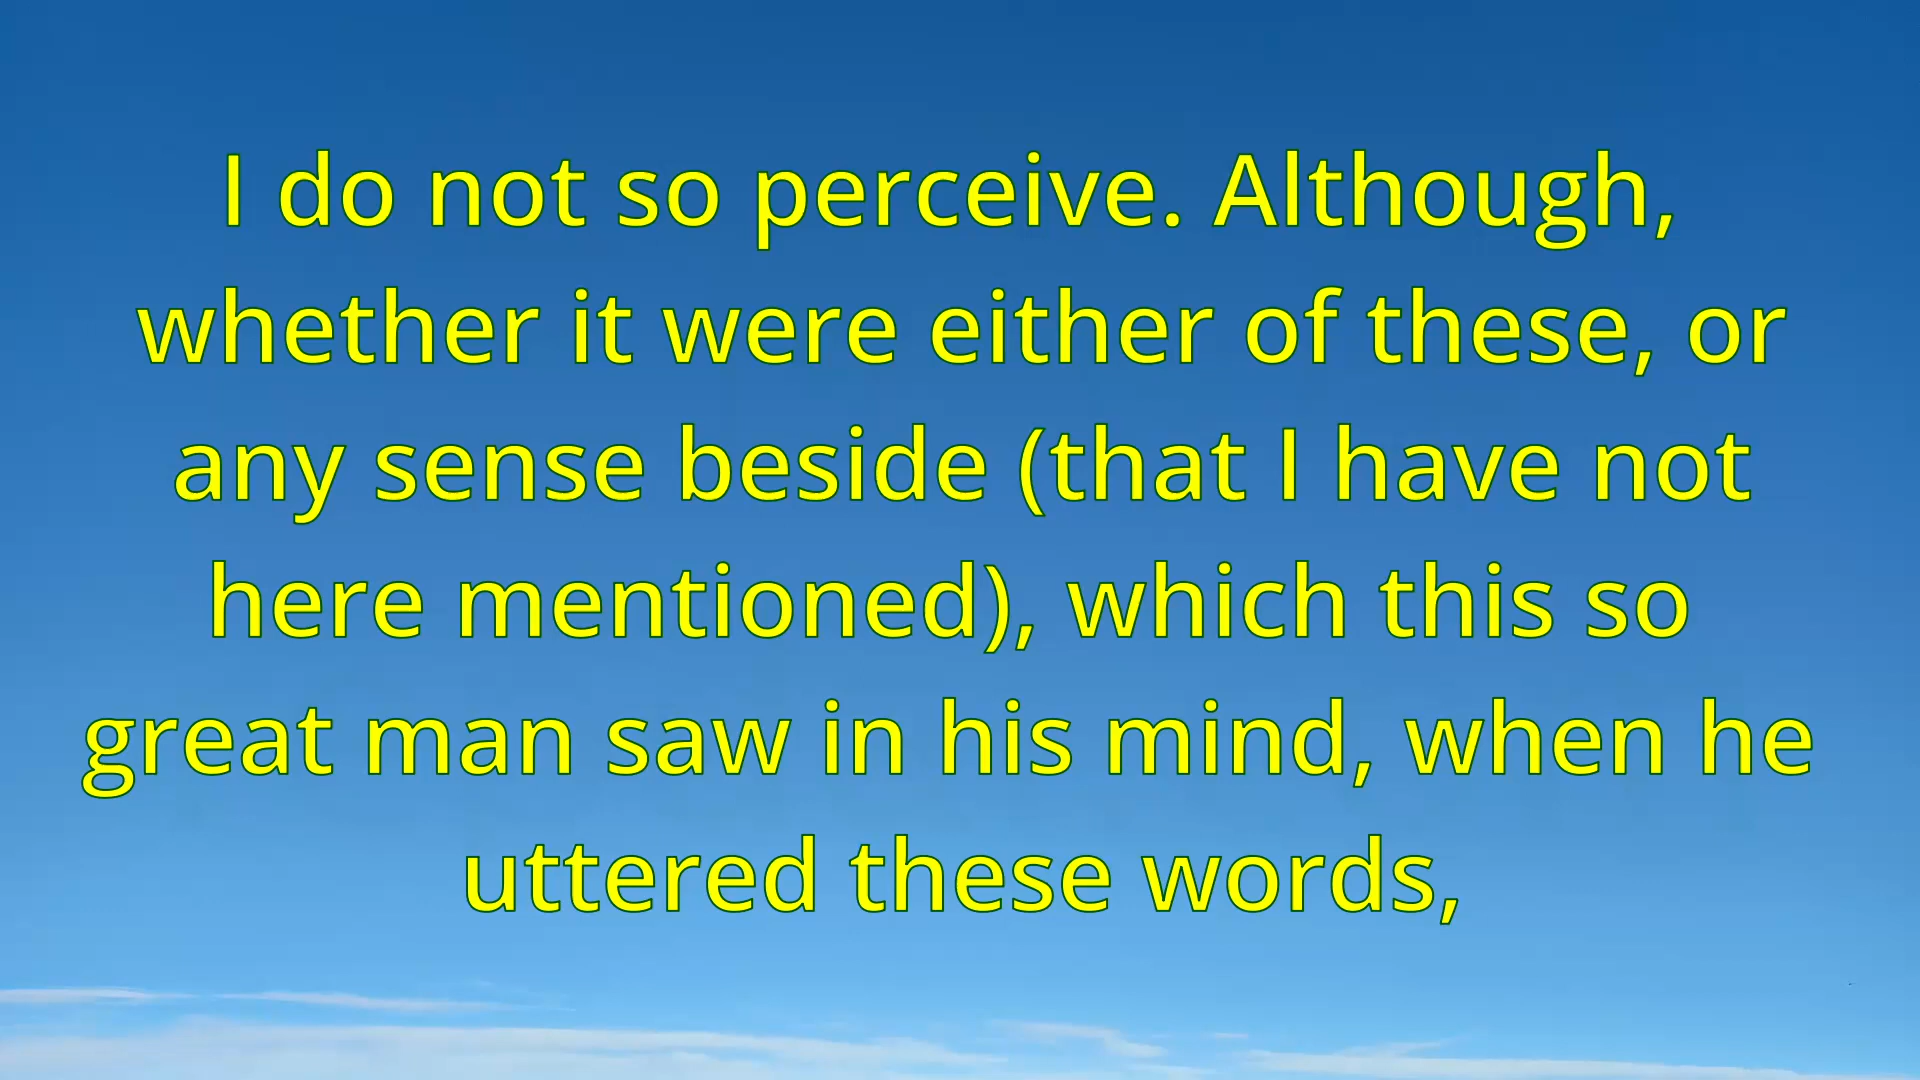 I do not so perceive. Although,
whether it were either of these, or
any sense beside (that I have not
here mentioned), which this so
great man saw in his mind, when he
uttered these words,